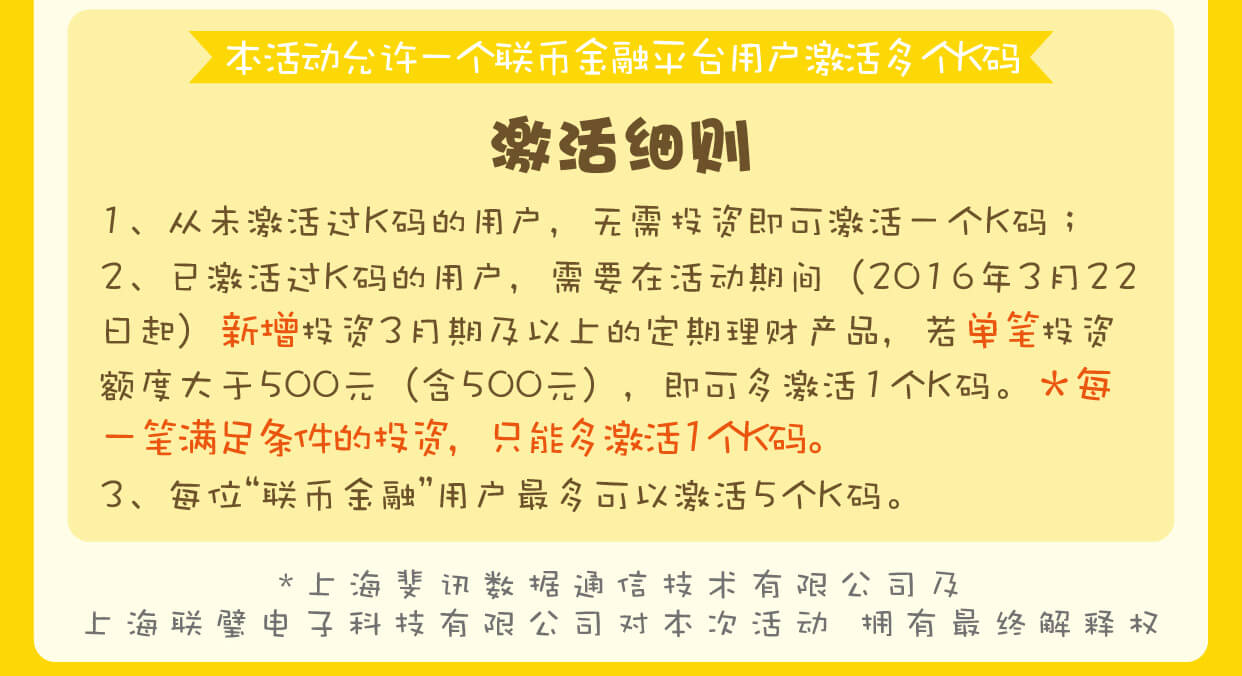 本活动允许一个联币金融平台用户激活多个K码
激活细则
1、从未激活过K码的用户，无需投资即可激活一个K码；
2、已激活过K码的用户，需要在活动期间（2016年3月22
日起）新增投资3月期及以上的定期理财产品，若单笔投资
额度大于500元（含500元），即可多激活1个K码。＊每
一笔满足条件的投资，只能多激活1个K码。
3、每位“联币金融”用户最多可以激活5个K码。
*上海斐讯数据通信技术有限公司及
上海联璧电子科技有限公司对本次活动 拥有最终解释权